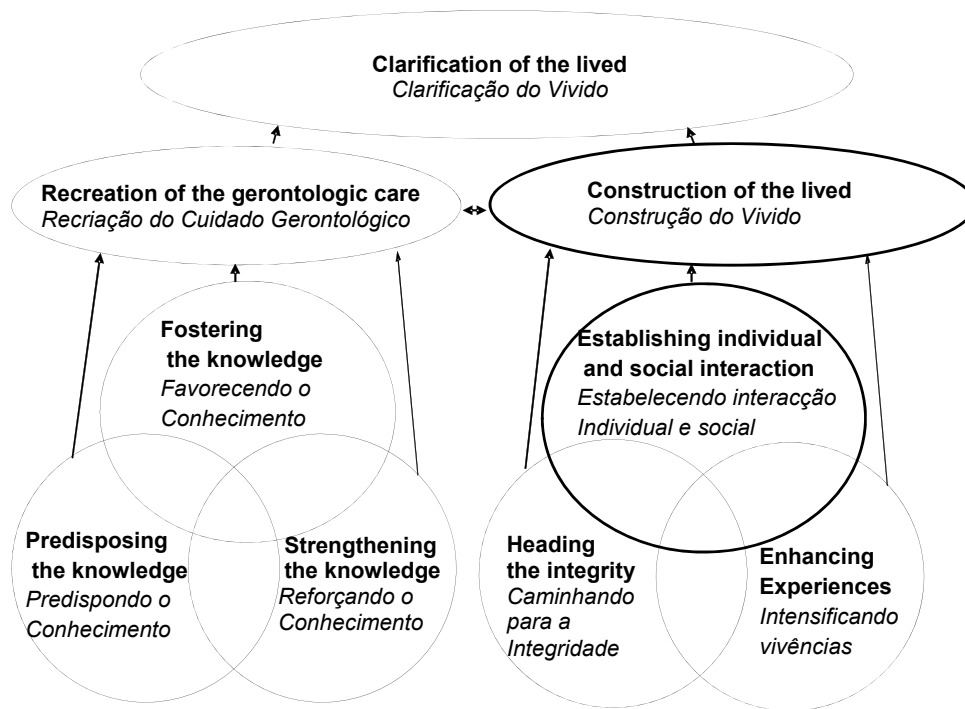 Clarification of the lived
Clarificação do Vivido
Recreation of the gerontologic care
Recriação do Cuidado Gerontológico
Construction of the lived
Construção do Vivido
Fostering
the knowledge
Favorecendo o
Conhecimento
Establishing individual
and social interaction
Estabelecendo interacção
Individual e social
Predisposing
the knowledge
Predispondo o
Conhecimento
Strengthening
the knowledge
Reforçando o
Conhecimento
Heading
the integrity
Caminhando
para a
Integridade
Enhancing
Experiences
Intensificando
vivências